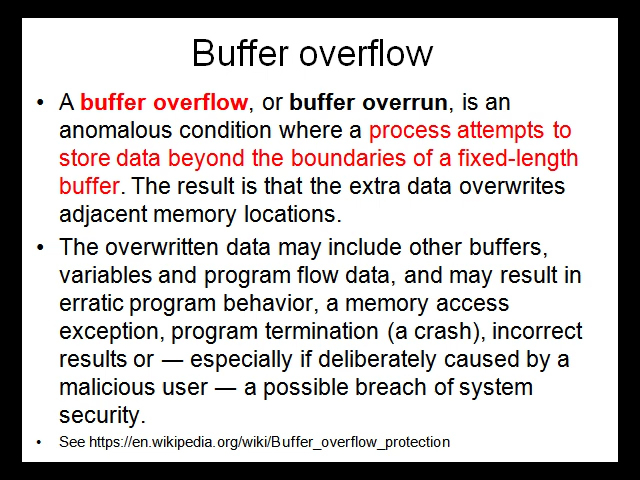 Buffer overflow
• A buffer overflow, or buffer overrun, is an
anomalous condition where a process attempts to
store data beyond the boundaries of a fixed-length
buffer. The result is that the extra data overwrites
adjacent memory locations.
• The overwritten data may include other buffers,
variables and program flow data, and may result in
erratic program behavior, a memory access
exception, program termination (a crash), incorrect
results or — especially if deliberately caused by a
malicious user — a possible breach of system
security.
• See https://en.wikipedia.org/wiki/Buffer_overflow_protection